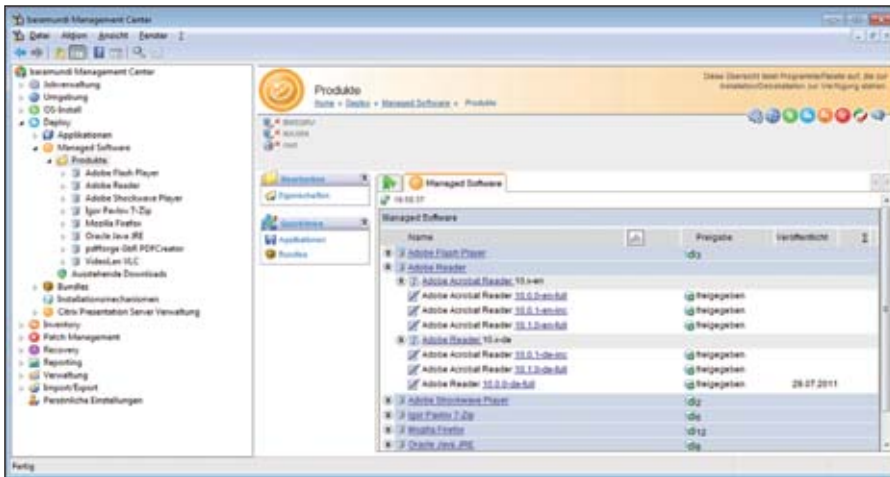 baramundi Management Center
Datei Aktion Ansicht Fenster ?
baramundi Management Center
Jobverwaltung
Umgebung
OS-Install
Deploy
Applikationen
Managed Software
Produkte
Adobe Flash Player
Adobe Reader
Adobe Shockwave Player
Igor Pavlov 7-Zip
Mozilla Firefox
Oracle Java JRE
pdfforge GbR PDFCreator
VideoLan VLC
Ausstehende Downloads
Bundles
Installationsmechanismen
Citrix Presentation Server Verwaltung
Inventory
Patch Management
Recovery
Reporting
Verwaltung
Import/Export
Persönliche Einstellungen
Produkte
Home » Deploy » Managed Software » Produkte
Diese Übersicht listet Programme/Pakete auf, die zur
Installation/Deinstallation zur Verfügung stehen.
root
Bearbeiten
Eigenschaften
Sprechen
Applikationen
Bundles
Managed Software
Managed Software
Name Freigabe Veröffentlicht Σ
Adobe Flash Player
Adobe Reader
Adobe Acrobat Reader 10.x-en
Adobe Acrobat Reader 10.0.0-en-full freigegeben
Adobe Acrobat Reader 10.0.1-en-inc freigegeben
Adobe Acrobat Reader 10.1.0-en-full freigegeben
Adobe Reader 10.x-de
Adobe Acrobat Reader 10.0.1-de-inc freigegeben
Adobe Acrobat Reader 10.1.0-de-full freigegeben
Adobe Reader 10.0.0-de-full freigegeben 28.07.2011
Adobe Shockwave Player
Igor Pavlov 7-Zip
Mozilla Firefox
Oracle Java JRE
Fertig